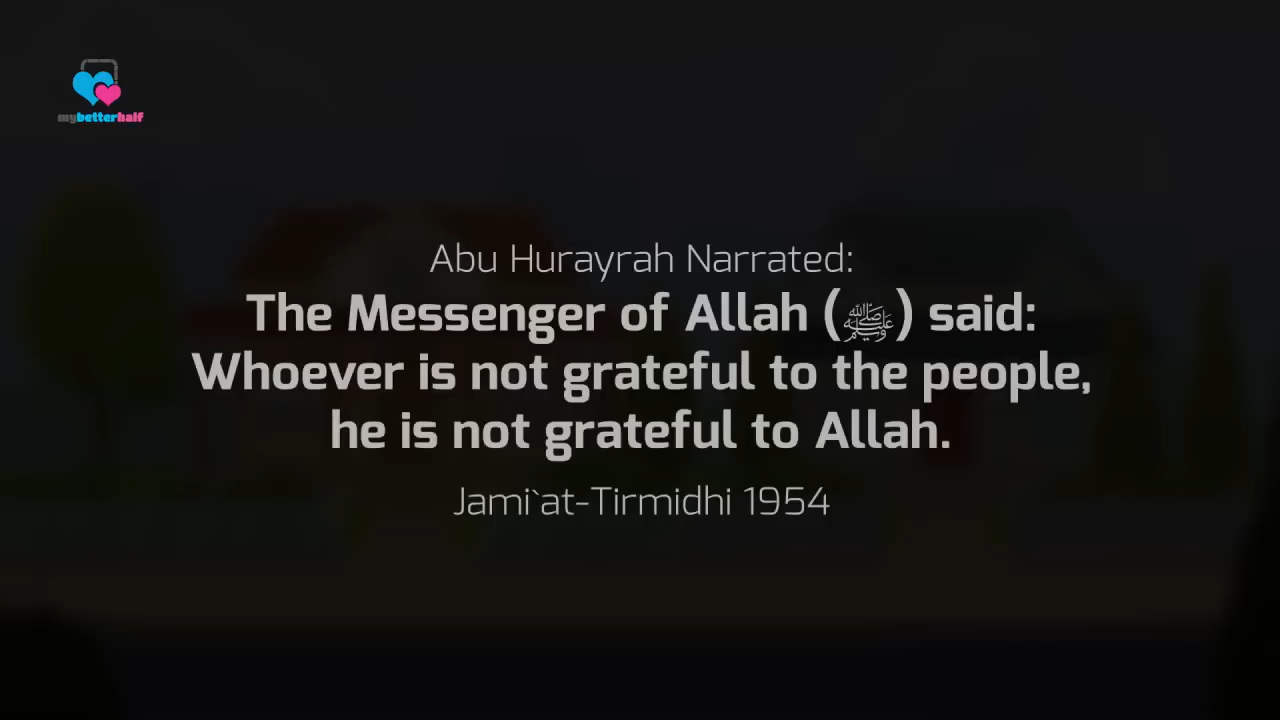 mybetterhalf
Abu Hurayrah Narrated:
The Messenger of Allah (ﷺ) said:
Whoever is not grateful to the people,
he is not grateful to Allah.
Jami`at-Tirmidhi 1954